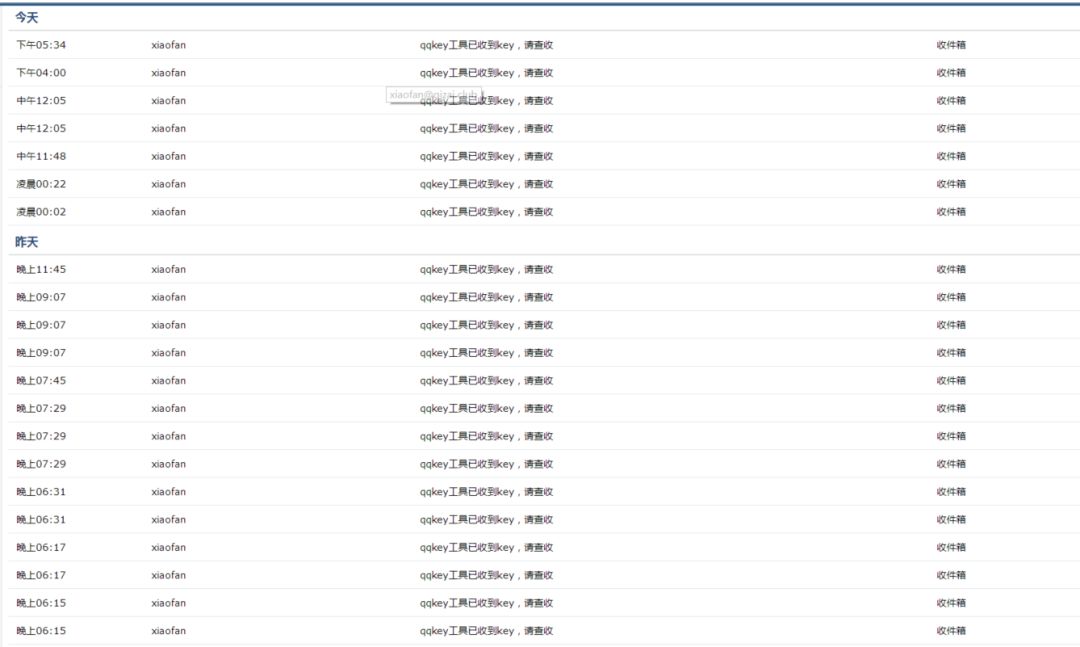 今天
下午05:34 xiaofan qqkey工具已收到key，请查收 收件箱
下午04:00 xiaofan qqkey工具已收到key，请查收 收件箱
xiaofan@qizai.club
中午12:05 xiaofan qqkey工具已收到key，请查收 收件箱
中午12:05 xiaofan qqkey工具已收到key，请查收 收件箱
中午11:48 xiaofan qqkey工具已收到key，请查收 收件箱
凌晨00:22 xiaofan qqkey工具已收到key，请查收 收件箱
凌晨00:02 xiaofan qqkey工具已收到key，请查收 收件箱
昨天
晚上11:45 xiaofan qqkey工具已收到key，请查收 收件箱
晚上09:07 xiaofan qqkey工具已收到key，请查收 收件箱
晚上09:07 xiaofan qqkey工具已收到key，请查收 收件箱
晚上09:07 xiaofan qqkey工具已收到key，请查收 收件箱
晚上07:45 xiaofan qqkey工具已收到key，请查收 收件箱
晚上07:29 xiaofan qqkey工具已收到key，请查收 收件箱
晚上07:29 xiaofan qqkey工具已收到key，请查收 收件箱
晚上07:29 xiaofan qqkey工具已收到key，请查收 收件箱
晚上06:31 xiaofan qqkey工具已收到key，请查收 收件箱
晚上06:31 xiaofan qqkey工具已收到key，请查收 收件箱
晚上06:17 xiaofan qqkey工具已收到key，请查收 收件箱
晚上06:17 xiaofan qqkey工具已收到key，请查收 收件箱
晚上06:15 xiaofan qqkey工具已收到key，请查收 收件箱
晚上06:15 xiaofan qqkey工具已收到key，请查收 收件箱